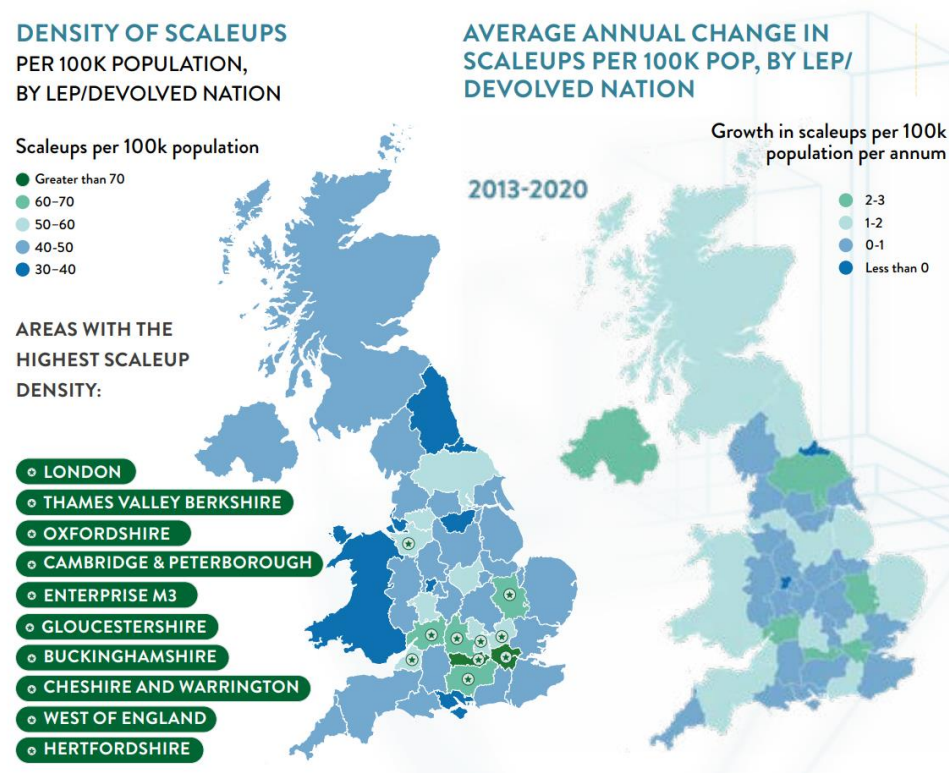 DENSITY OF SCALEUPS
PER 100K POPULATION,
BY LEP/DEVOLVED NATION
Scaleups per 100k population
Greater than 70
60–70
50–60
40-50
30–40
AREAS WITH THE
HIGHEST SCALEUP
DENSITY:
LONDON
THAMES VALLEY BERKSHIRE
OXFORDSHIRE
CAMBRIDGE & PETERBOROUGH
ENTERPRISE M3
GLOUCESTERSHIRE
BUCKINGHAMSHIRE
CHESHIRE AND WARRINGTON
WEST OF ENGLAND
HERTFORDSHIRE
AVERAGE ANNUAL CHANGE IN
SCALEUPS PER 100K POP, BY LEP/
DEVOLVED NATION
Growth in scaleups per 100k
population per annum
2013-2020
2-3
1-2
0-1
Less than 0